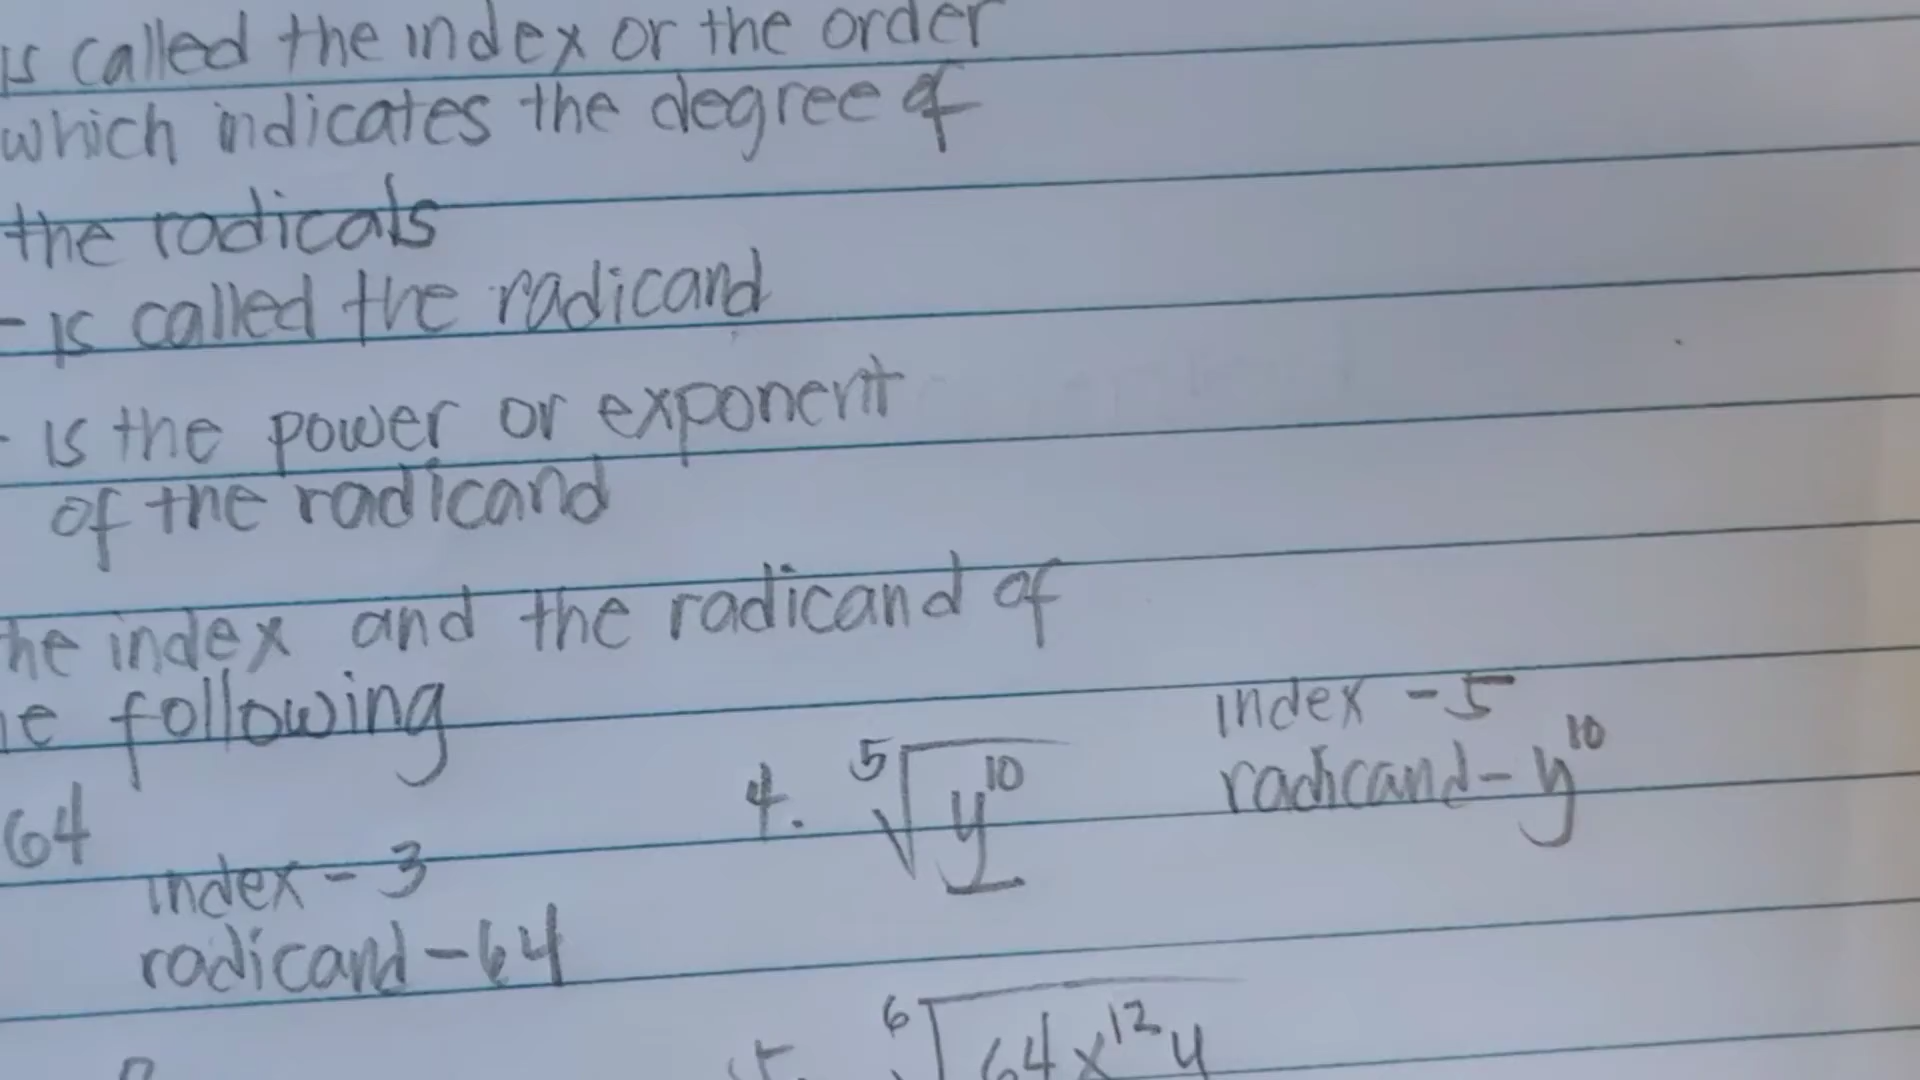 is called the index or the order
which indicates the degree of
the radicals
- is called the radicand
- is the power or exponent
of the radicand
he index and the radicand of
e following
64
index - 3
radicand - 64
4. ⁵√y¹⁰
index - 5
radicand - y¹⁰
5. ⁶√64x¹²y